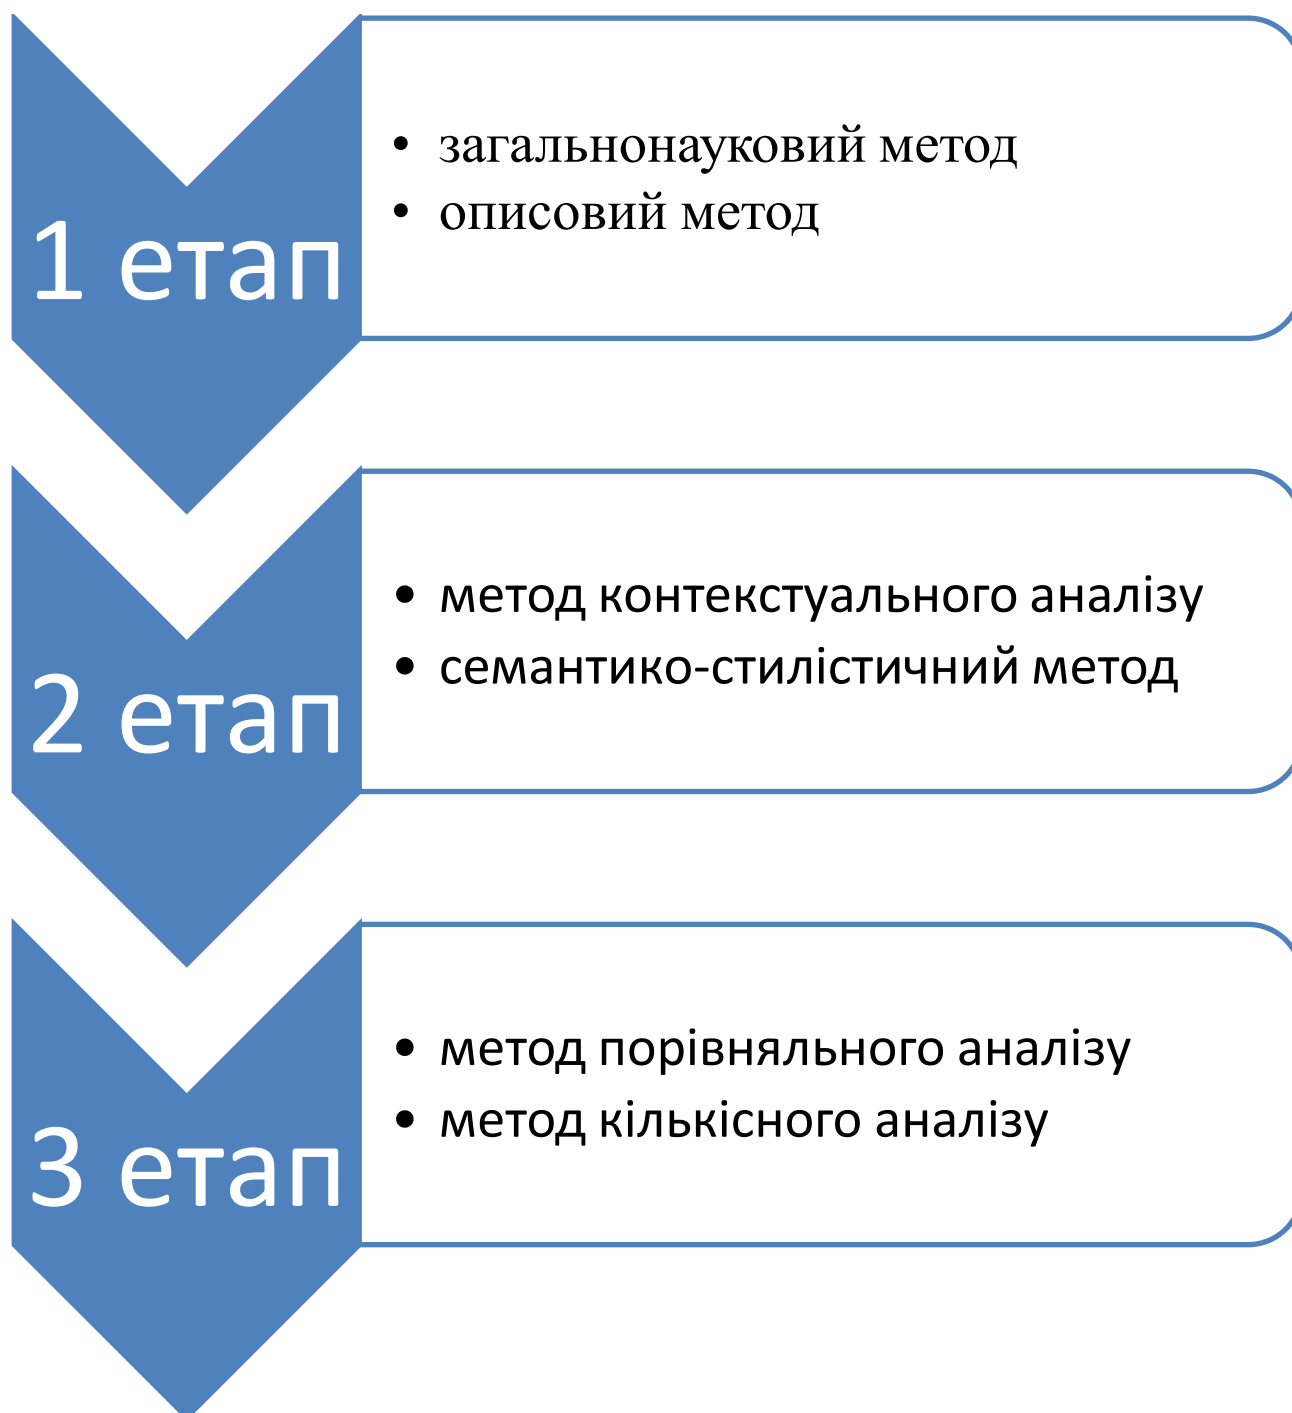 1 етап
• загальнонауковий метод
• описовий метод
2 етап
• метод контекстуального аналізу
• семантико-стилістичний метод
3 етап
• метод порівняльного аналізу
• метод кількісного аналізу